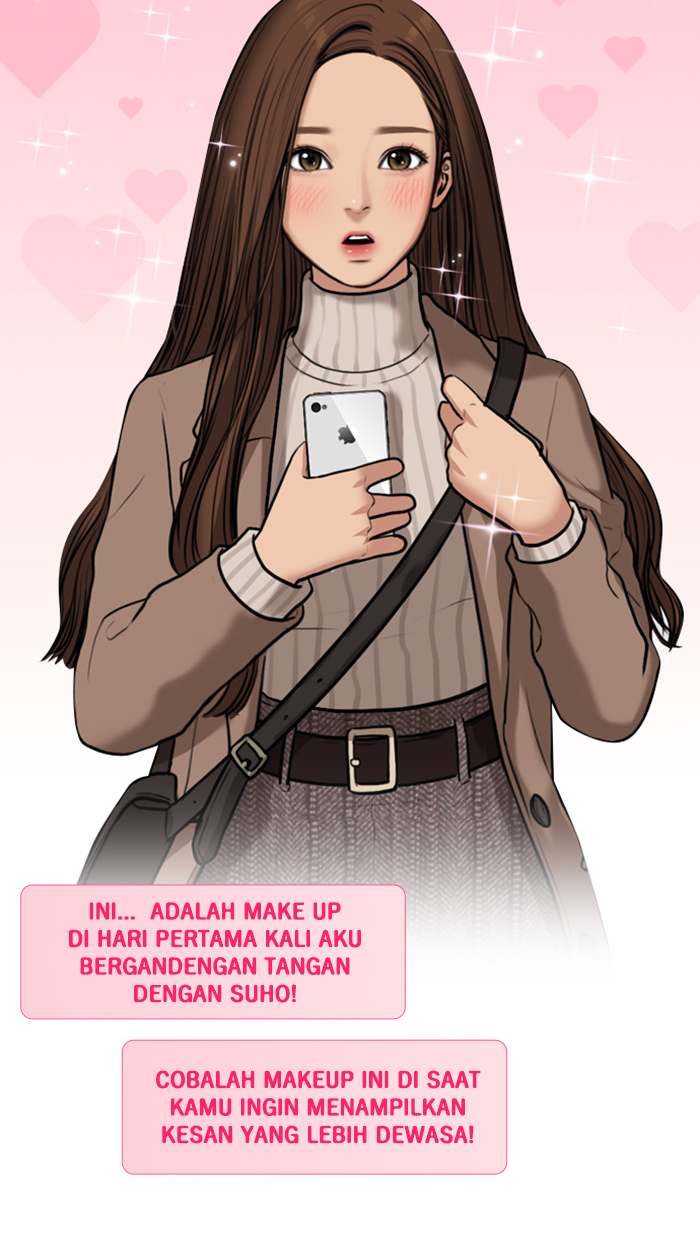 INI... ADALAH MAKE UP
DI HARI PERTAMA KALI AKU
BERGANDENGAN TANGAN
DENGAN SUHO!
COBALAH MAKEUP INI DI SAAT
KAMU INGIN MENAMPILKAN
KESAN YANG LEBIH DEWASA!